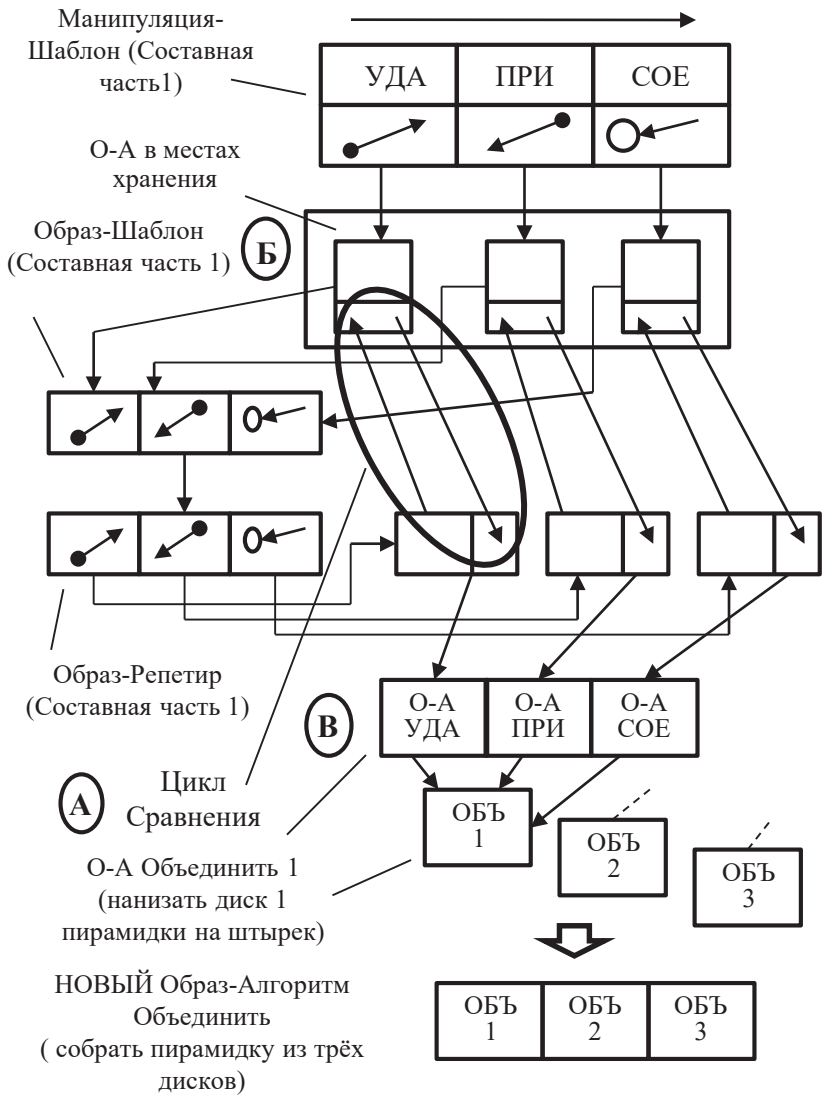 Манипуляция-
Шаблон (Составная
часть1)
УДА ПРИ СОЕ
О-А в местах
хранения
Образ-Шаблон
(Составная часть 1)
Б
Образ-Репетир
(Составная часть 1)
О-А О-А О-А
УДА ПРИ СОЕ
В
А
Цикл
Сравнения
ОБЪ
1
ОБЪ
2
ОБЪ
3
О-А Объединить 1
(нанизать диск 1
пирамидки на штырек)
НОВЫЙ Образ-Алгоритм
Объединить
( собрать пирамидку из трёх
дисков)
ОБЪ ОБЪ ОБЪ
1 2 3